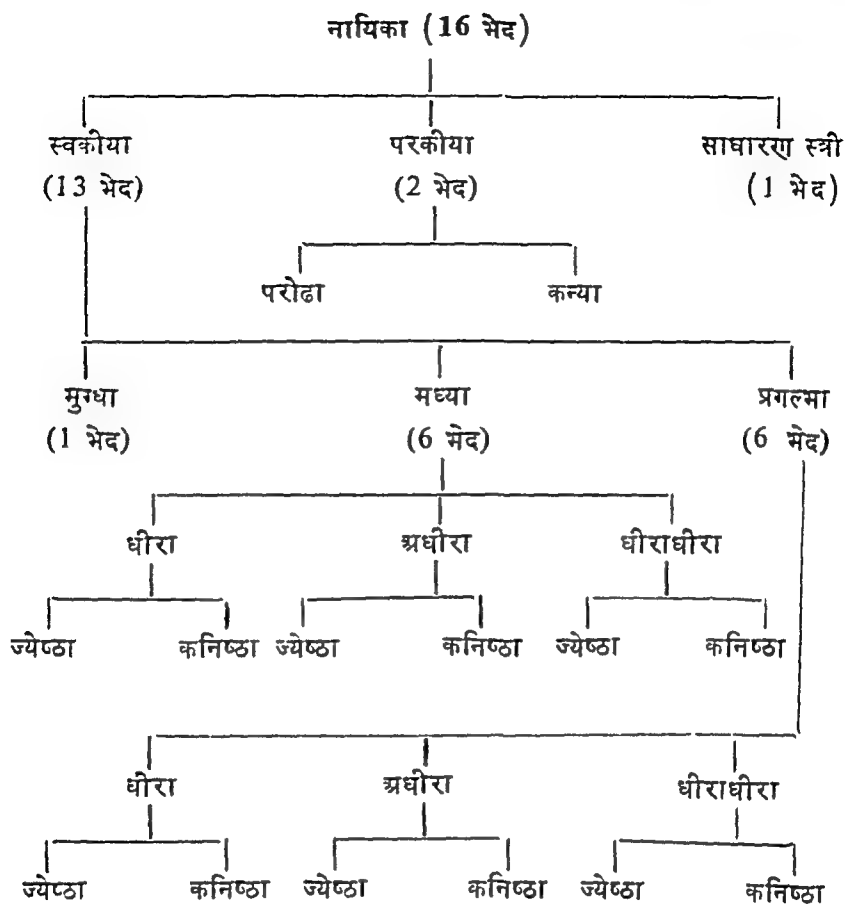 नायिका (16 भेद)
स्वकीया परकीया साधारण स्त्री
(13 भेद) (2 भेद) (1 भेद)
परोढा कन्या
मुग्धा मध्या प्रगल्भा
(1 भेद) (6 भेद) (6 भेद)
धीरा अधीरा धीराधीरा
ज्येष्ठा कनिष्ठा ज्येष्ठा कनिष्ठा ज्येष्ठा कनिष्ठा
धीरा अधीरा धीराधीरा
ज्येष्ठा कनिष्ठा ज्येष्ठा कनिष्ठा ज्येष्ठा कनिष्ठा